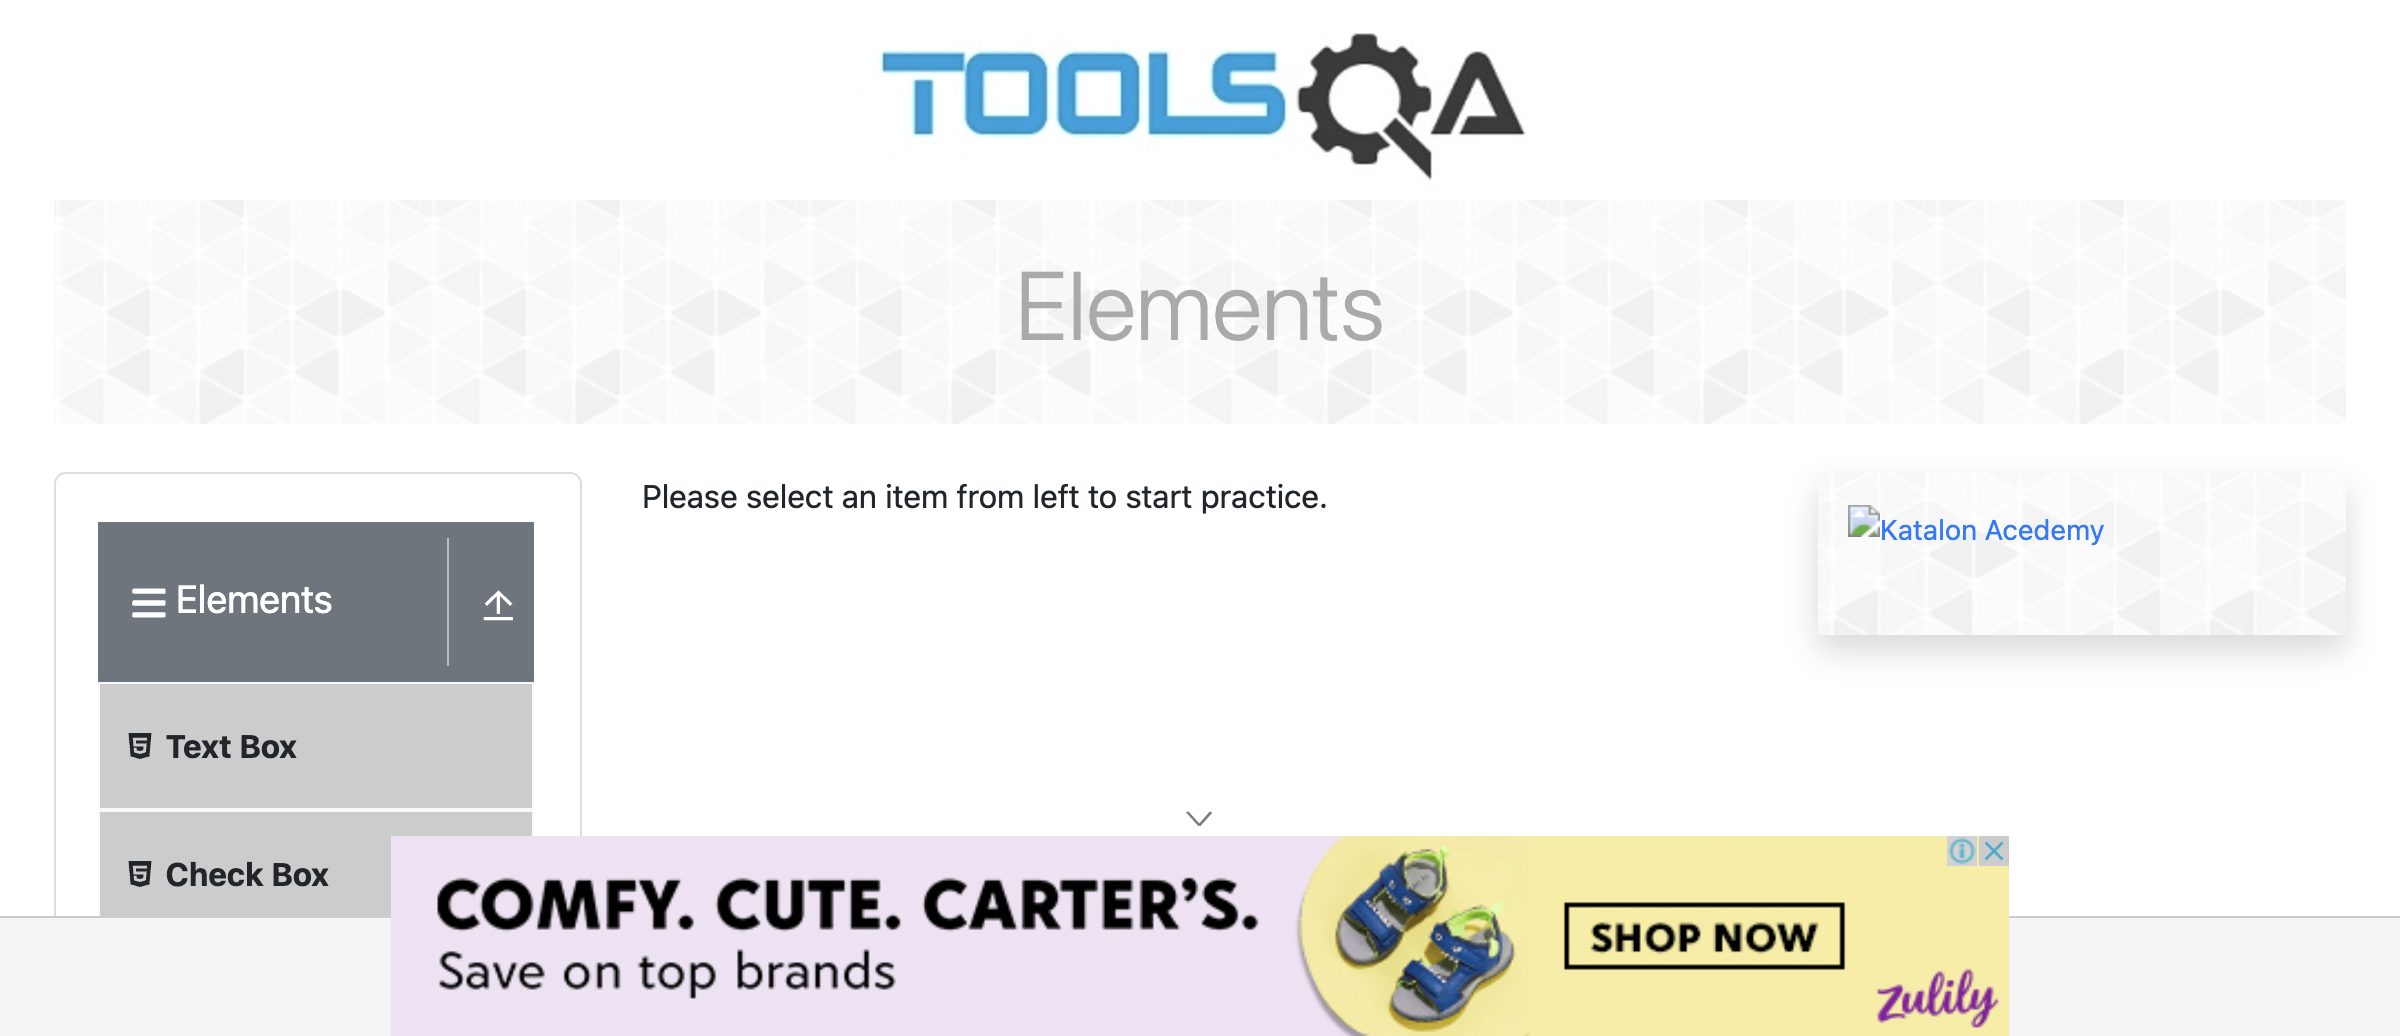 TOOLSQA
Elements
Elements
Text Box
Check Box
Please select an item from left to start practice.
Katalon Acedemy
COMFY. CUTE. CARTER'S.
Save on top brands
SHOP NOW
zulily